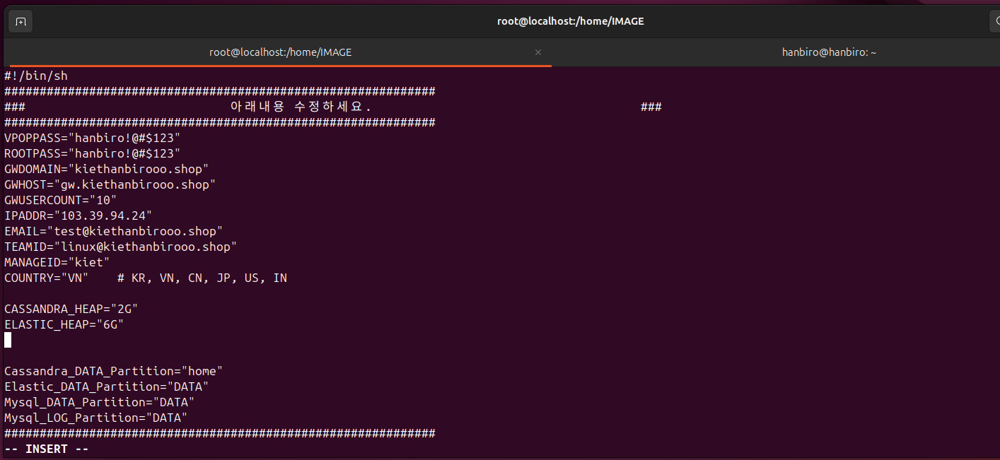 root@localhost:/home/IMAGE
root@localhost:/home/IMAGE × hanbiro@hanbiro: ~
#!/bin/sh
#############################################################
### 아래내용 수정하세요. ###
#############################################################
VPOPPASS="hanbiro!@#$123"
ROOTPASS="hanbiro!@#$123"
GWDOMAIN="kiethanbirooo.shop"
GWHOST="gw.kiethanbirooo.shop"
GWUSERCOUNT="10"
IPADDR="103.39.94.24"
EMAIL="test@kiethanbirooo.shop"
TEAMID="linux@kiethanbirooo.shop"
MANAGEID="kiet"
COUNTRY="VN" # KR, VN, CN, JP, US, IN
CASSANDRA_HEAP="2G"
ELASTIC_HEAP="6G"
Cassandra_DATA_Partition="home"
Elastic_DATA_Partition="DATA"
Mysql_DATA_Partition="DATA"
Mysql_LOG_Partition="DATA"
#############################################################
-- INSERT --